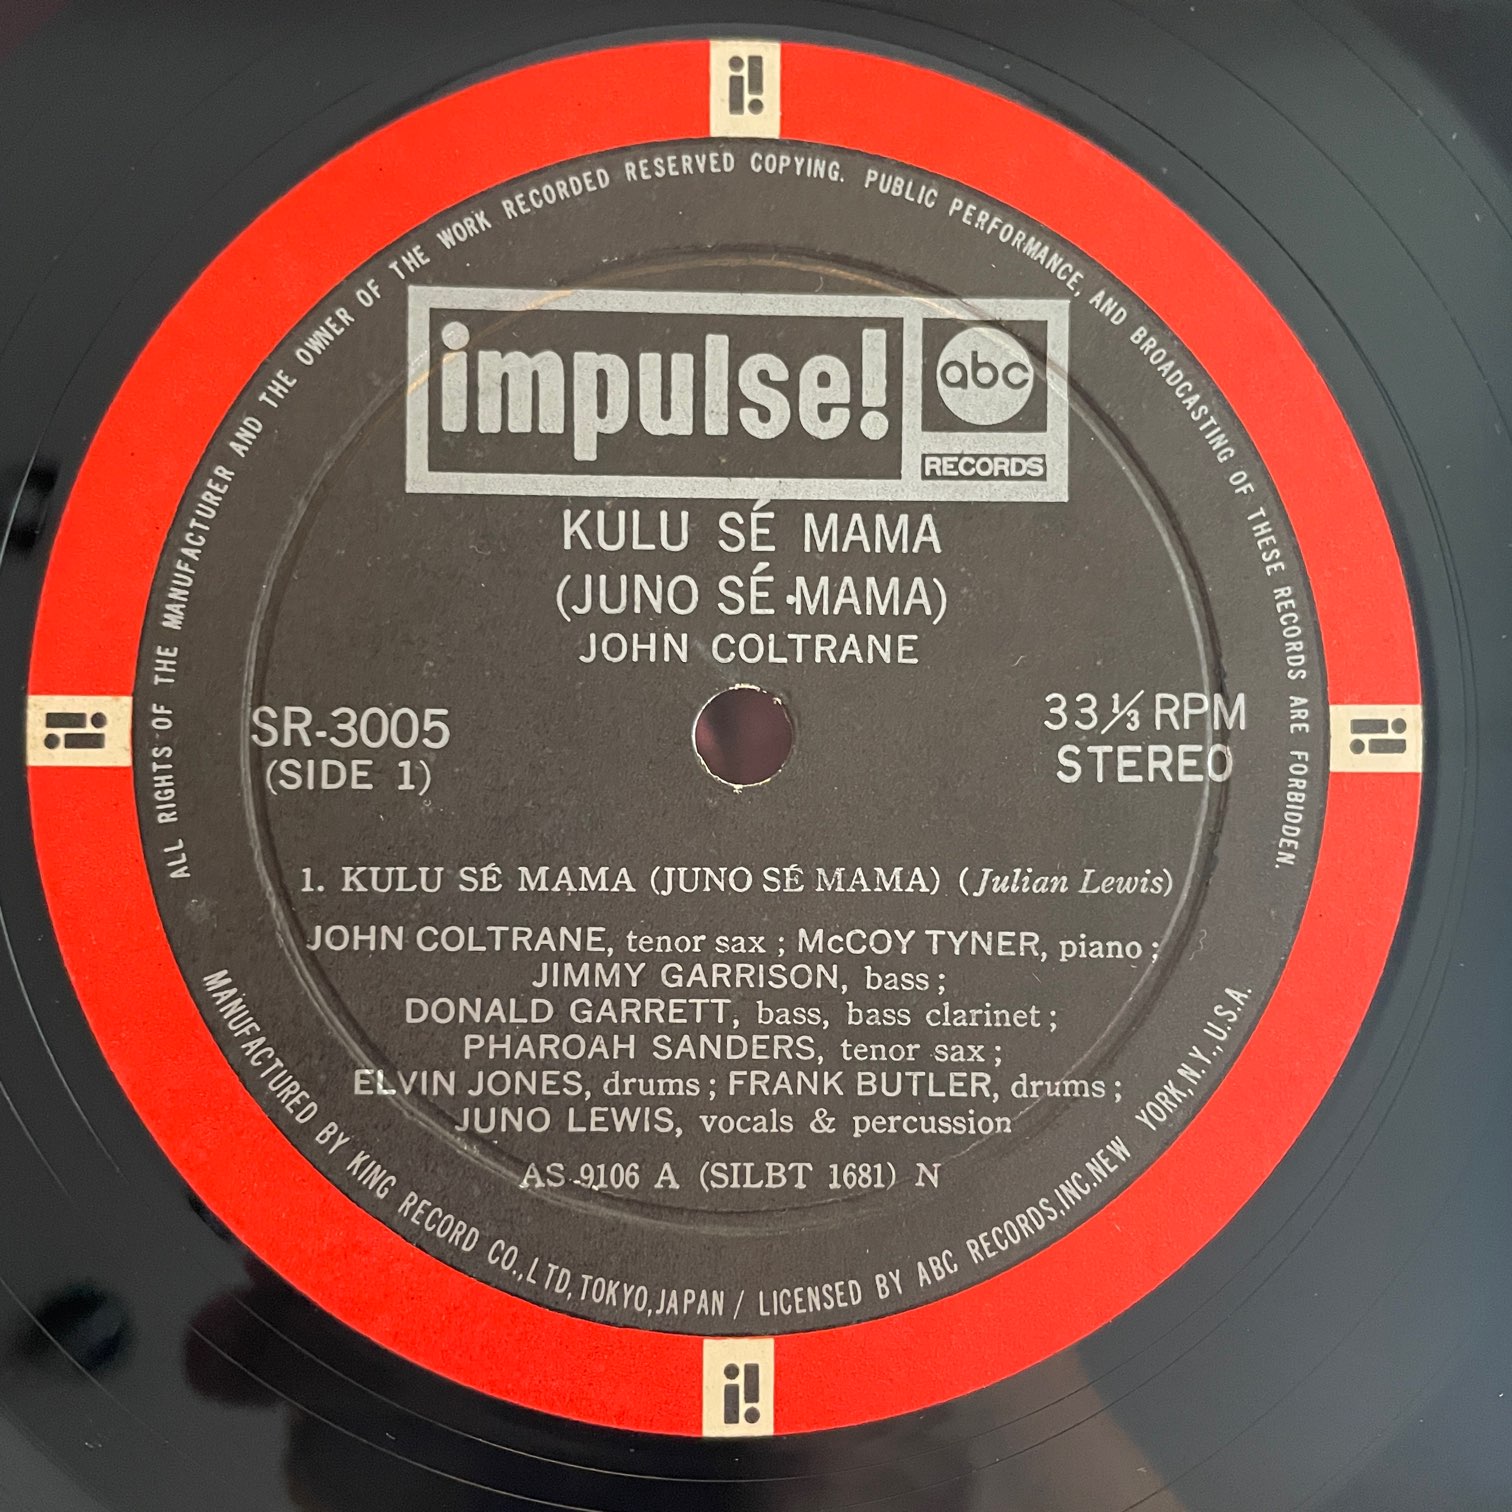 ALL RIGHTS OF THE MANUFACTURER AND THE OWNER OF THE WORK RECORDED RESERVED COPYING. PUBLIC PERFORMANCE, AND BROADCASTING OF THESE RECORDS ARE FORBIDDEN.
i!
impulse!
abc
RECORDS
KULU SÉ MAMA
(JUNO SÉ MAMA)
JOHN COLTRANE
SR-3005
(SIDE 1)
33 1/3 RPM
STEREO
i!
i!
1. KULU SÉ MAMA (JUNO SÉ MAMA) (Julian Lewis)
JOHN COLTRANE, tenor sax ; McCOY TYNER, piano ;
JIMMY GARRISON, bass ;
DONALD GARRETT, bass, bass clarinet ;
PHAROAH SANDERS, tenor sax ;
ELVIN JONES, drums ; FRANK BUTLER, drums ;
JUNO LEWIS, vocals & percussion
AS-9106 A (SILBT 1681) N
MANUFACTURED BY KING RECORD CO., LTD, TOKYO, JAPAN / LICENSED BY ABC RECORDS, INC. NEW YORK, N.Y., U.S.A.
i!